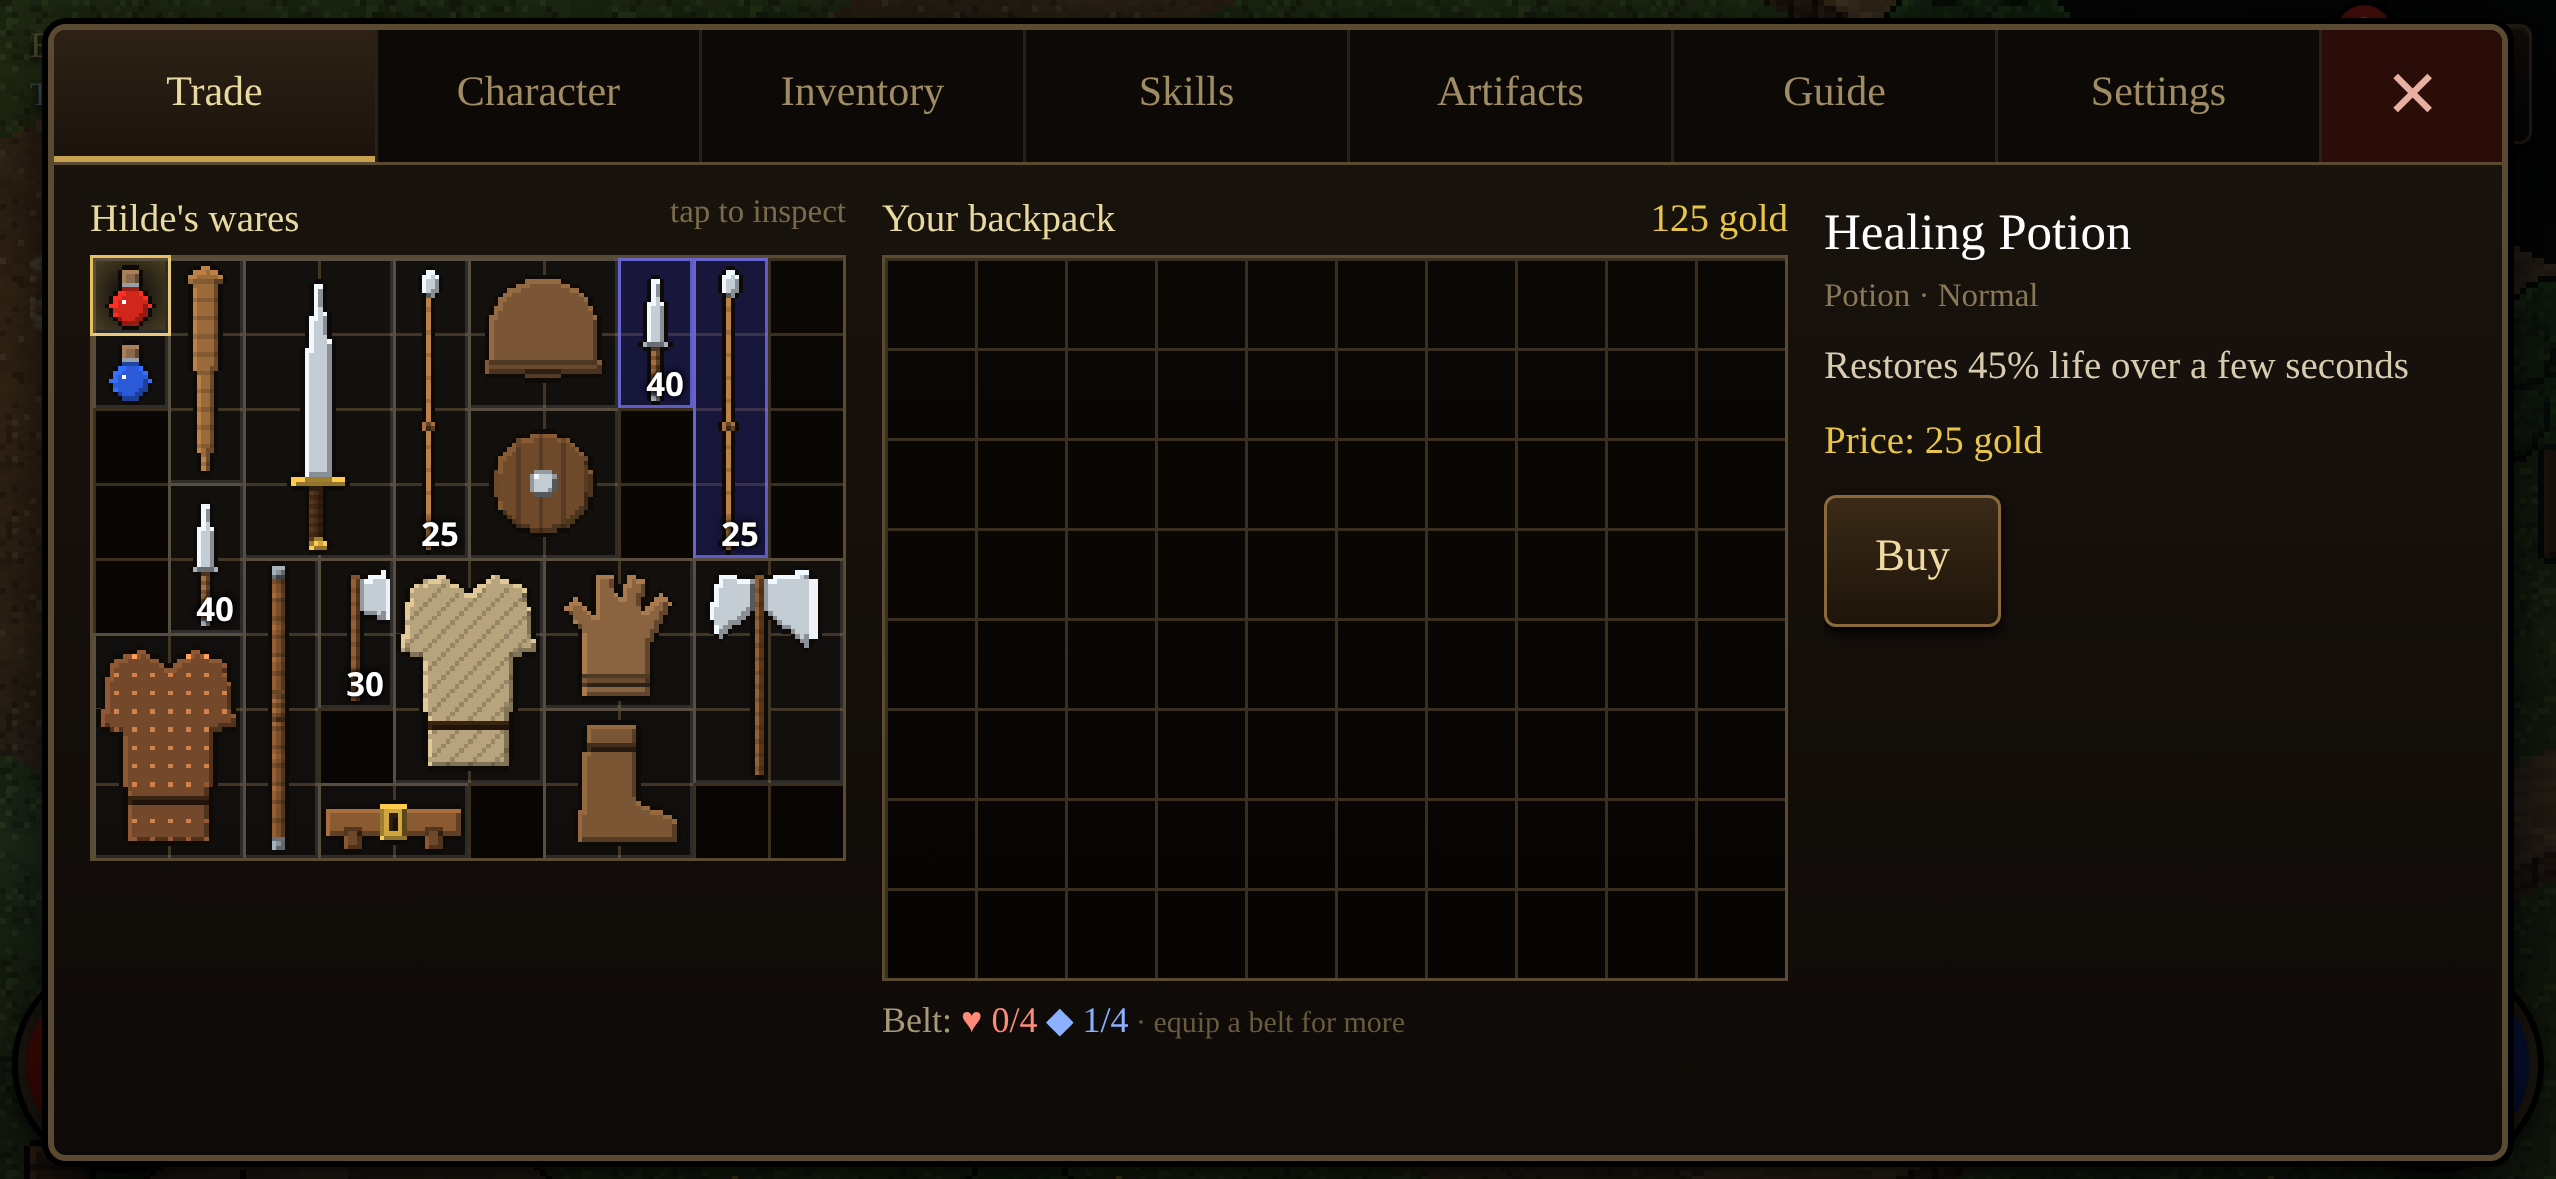 Trade
Character
Inventory
Skills
Artifacts
Guide
Settings
Hilde's wares
tap to inspect
40
25
25
40
30
Your backpack
125 gold
Belt: ♥ 0/4 ◆ 1/4 · equip a belt for more
Healing Potion
Potion · Normal
Restores 45% life over a few seconds
Price: 25 gold
Buy